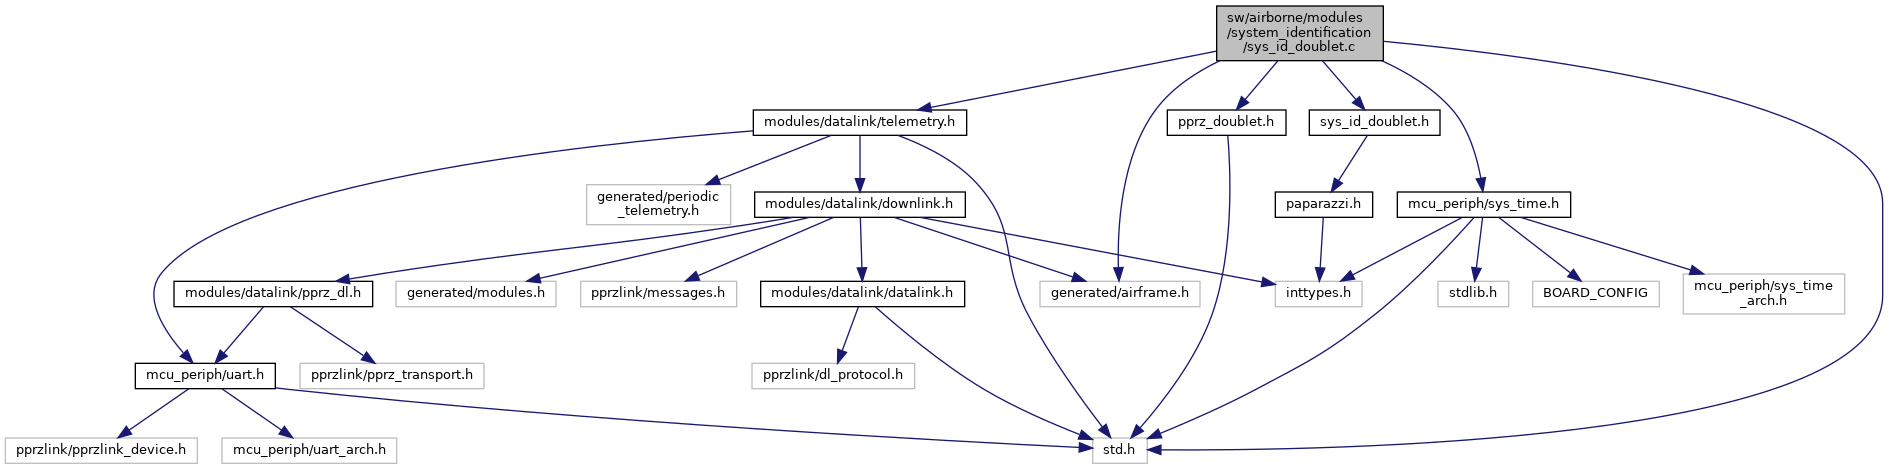 sw/airborne/modules
/system_identification
/sys_id_doublet.c
modules/datalink/telemetry.h
pprz_doublet.h
sys_id_doublet.h
generated/periodic
_telemetry.h
modules/datalink/downlink.h
paparazzi.h
mcu_periph/sys_time.h
modules/datalink/pprz_dl.h
generated/modules.h
pprzlink/messages.h
modules/datalink/datalink.h
generated/airframe.h
inttypes.h
stdlib.h
BOARD_CONFIG
mcu_periph/sys_time
_arch.h
mcu_periph/uart.h
pprzlink/pprz_transport.h
pprzlink/dl_protocol.h
pprzlink/pprzlink_device.h
mcu_periph/uart_arch.h
std.h